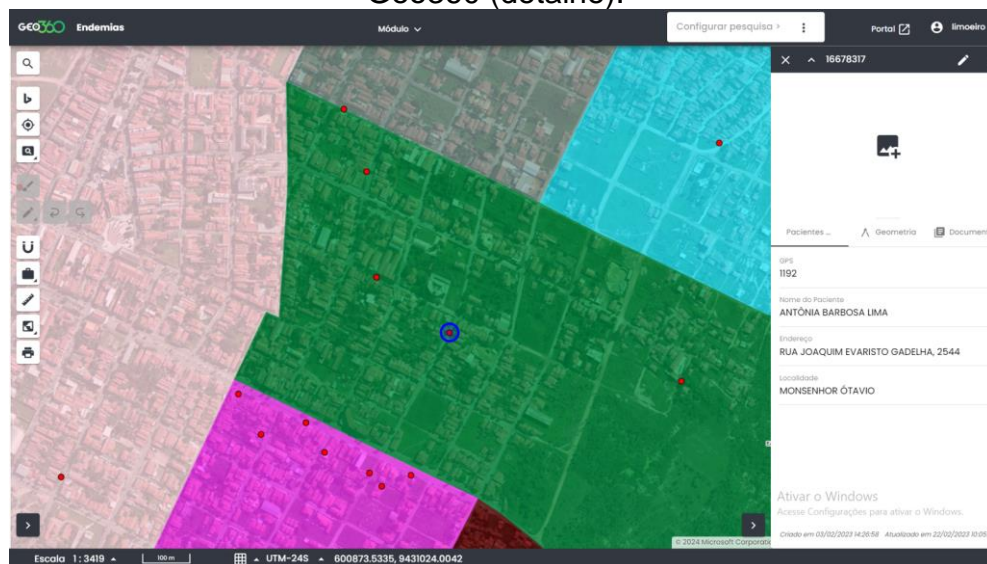 Geo360 (detalhe).
GEO360 Endemias
Módulo
Configurar pesquisa >
Portal
limoeiro
16678317
Pacientes ...
Geometria
Document
GPS
1192
Nome do Paciente
ANTÔNIA BARBOSA LIMA
Endereço
RUA JOAQUIM EVARISTO GADELHA, 2544
Localidade
MONSENHOR ÓTAVIO
Ativar o Windows
Acesse Configurações para ativar o Windows.
Criado em 03/02/2023 14:26:58 Atualizado em 22/02/2023 10:05
© 2024 Microsoft Corporatio
Escala 1 : 3419
100 m
UTM-24S
600873.5335, 9431024.0042